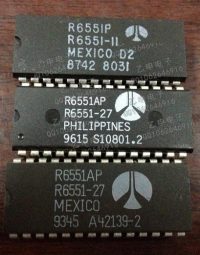 R6551P
R6551-11
MEXICO D2
8742 8031
R6551AP
R6551-27
PHILIPPINES
9615 S10801.2
R6551AP
R6551-27
MEXICO
9345 A42139-2